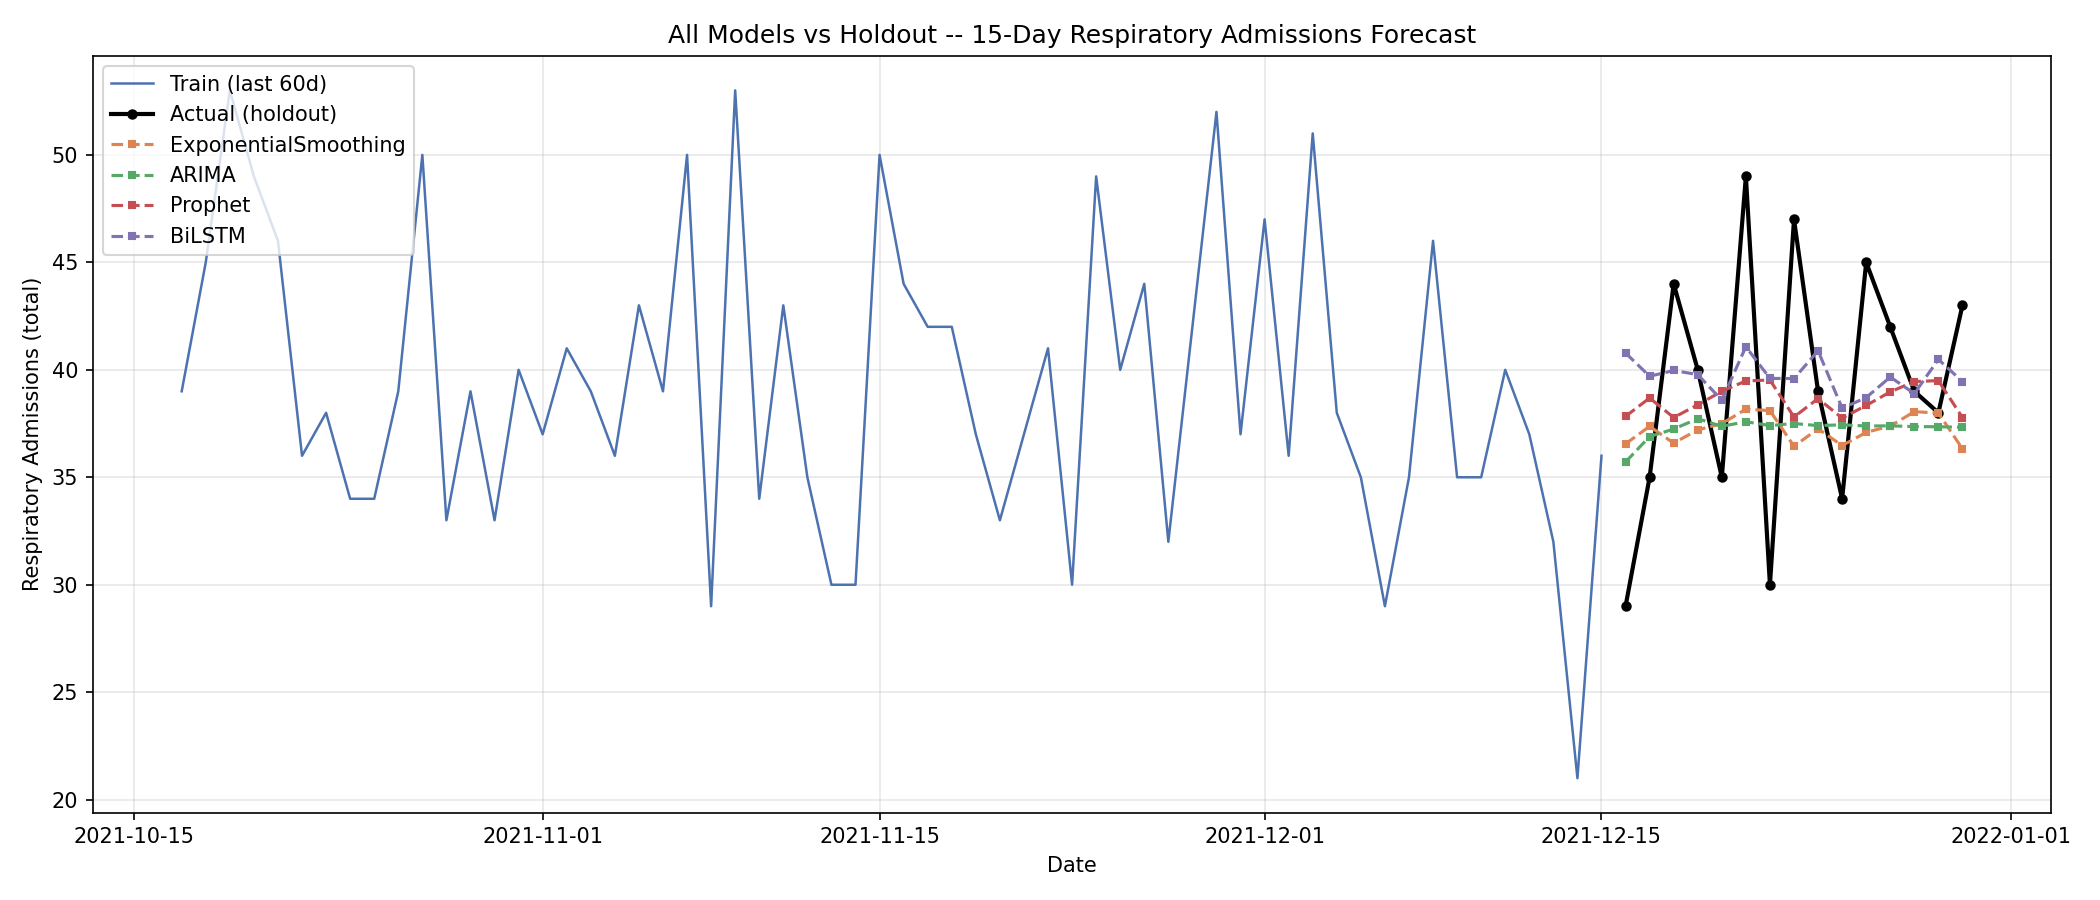 All Models vs Holdout -- 15-Day Respiratory Admissions Forecast
Train (last 60d)
Actual (holdout)
ExponentialSmoothing
ARIMA
Prophet
BiLSTM
Respiratory Admissions (total)
50
45
40
35
30
25
20
2021-10-15
2021-11-01
2021-11-15
2021-12-01
2021-12-15
2022-01-01
Date